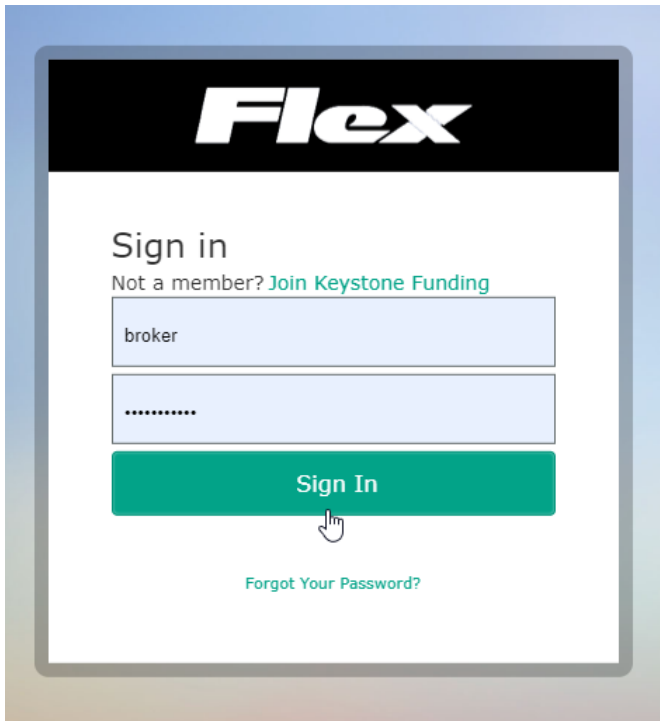 Flex
Sign in
Not a member? Join Keystone Funding
broker
•••••••••••
Sign In
Forgot Your Password?